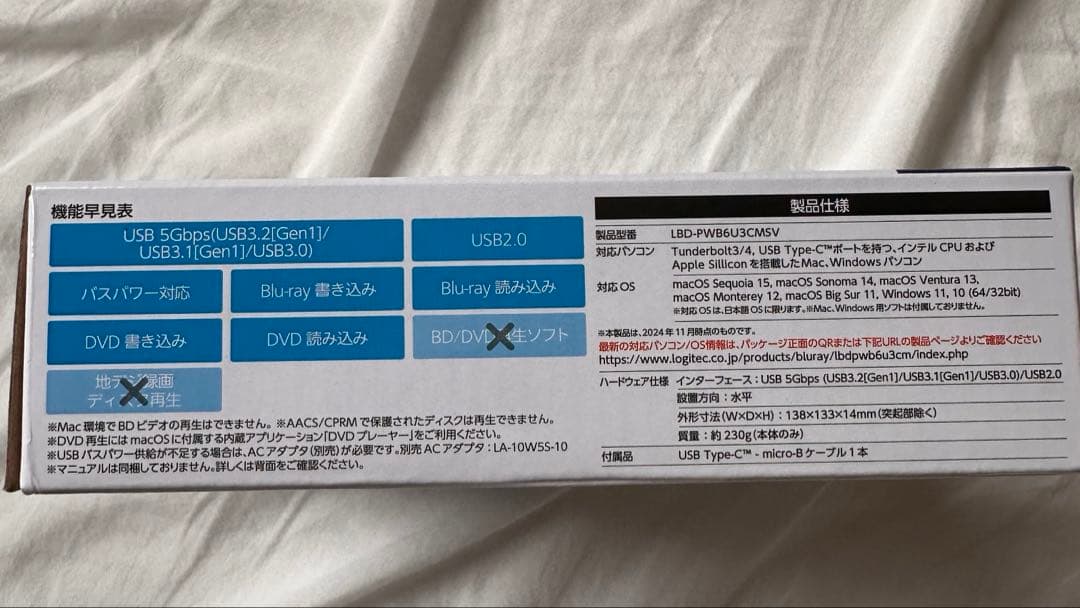 機能早見表
USB 5Gbps(USB3.2[Gen1]/
USB3.1[Gen1]/USB3.0)
USB2.0
バスパワー対応
Blu-ray 書き込み
Blu-ray 読み込み
DVD 書き込み
DVD 読み込み
BD/DVD 生ソフト
地デ 録画
ディ ク再生
※Mac 環境で BD ビデオの再生はできません。 ※AACS/CPRM で保護されたディスクは再生できません。
※DVD 再生にはmacOSに付属する内蔵アプリケーション「DVD プレーヤー」をご利用ください。
※USB バスパワー供給が不足する場合は、AC アダプタ(別売)が必要です。別売 AC アダプタ:LA-10W5S-10
※マニュアルは同梱しておりません。詳しくは背面をご確認ください。
製品仕様
製品型番 LBD-PWB6U3CMSV
対応パソコン Tunderbolt3/4, USB Type-C™ポートを持つ、インテル CPU および
Apple Sillicon を搭載した Mac、Windows パソコン
対応 OS macOS Sequoia 15, macOS Sonoma 14, macOS Ventura 13,
macOS Monterey 12, macOS Big Sur 11, Windows 11, 10 (64/32bit)
※対応 OS は、日本語 OS に限ります。※Mac、Windows 用ソフトは付属しておりません。
※本製品は、2024 年 11 月時点のものです。
最新の対応パソコン/OS情報は、パッケージ正面のQRまたは下記URLの製品ページよりご確認ください
https://www.logitec.co.jp/products/bluray/lbdpwb6u3cm/index.php
ハードウェア仕様 インターフェース:USB 5Gbps (USB3.2[Gen1]/USB3.1[Gen1]/USB3.0)/USB2.0
設置方向:水平
外形寸法(W×D×H):138×133×14mm(突起部除く)
質量:約 230g(本体のみ)
付属品 USB Type-C™ - micro-B ケーブル 1 本